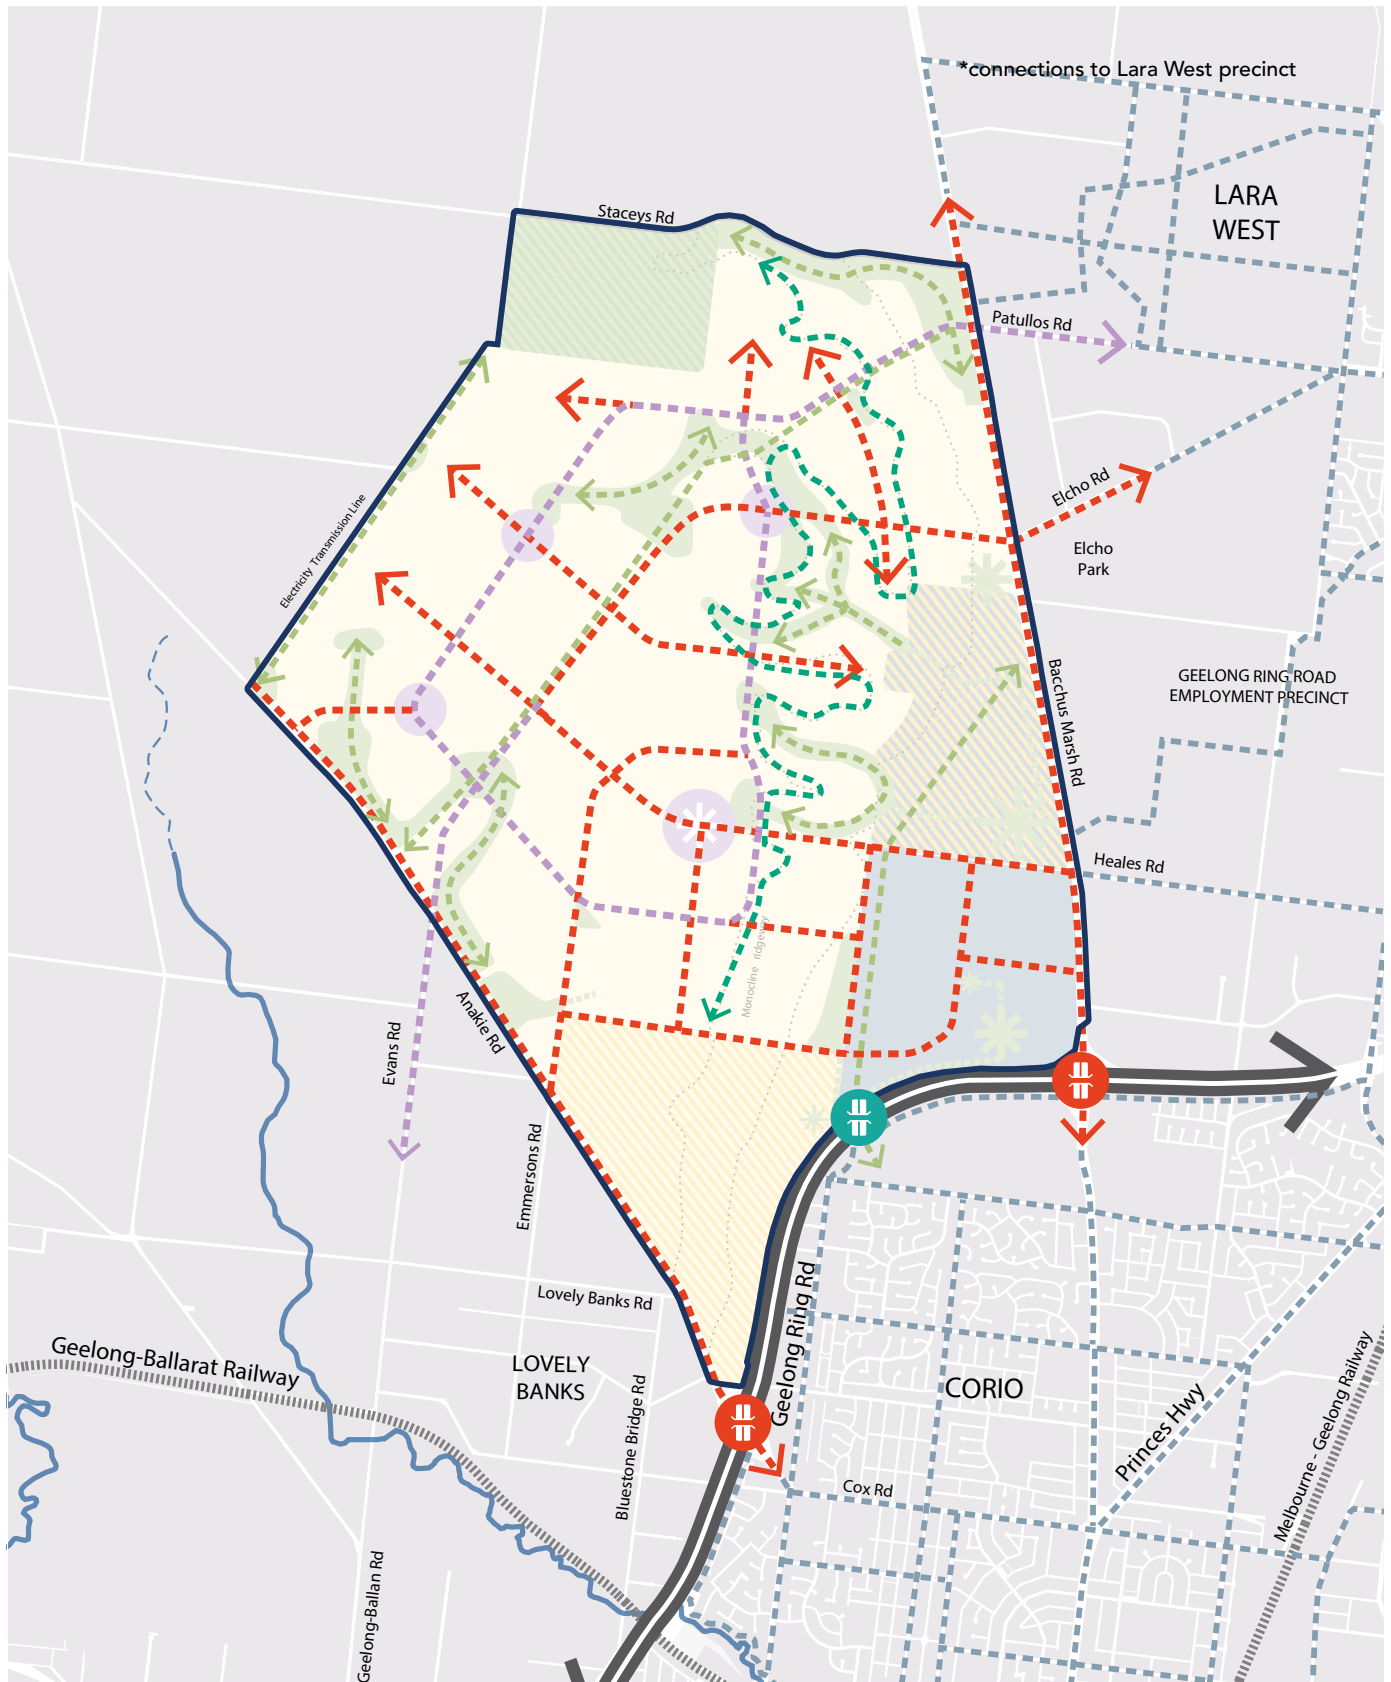 *connections to Lara West precinct
LARA
WEST
Staceys Rd
Patullos Rd
Elcho Rd
Elcho
Park
Electricity Transmission Line
Bacchus Marsh Rd
GEELONG RING ROAD
EMPLOYMENT PRECINCT
Heales Rd
Monocline ridgeway
Anakie Rd
Evans Rd
Emmersons Rd
Lovely Banks Rd
Geelong Ring Rd
Geelong-Ballarat Railway
LOVELY
BANKS
CORIO
Bluestone Bridge Rd
Princes Hwy
Melbourne - Geelong Railway
Cox Rd
Geelong-Ballan Rd